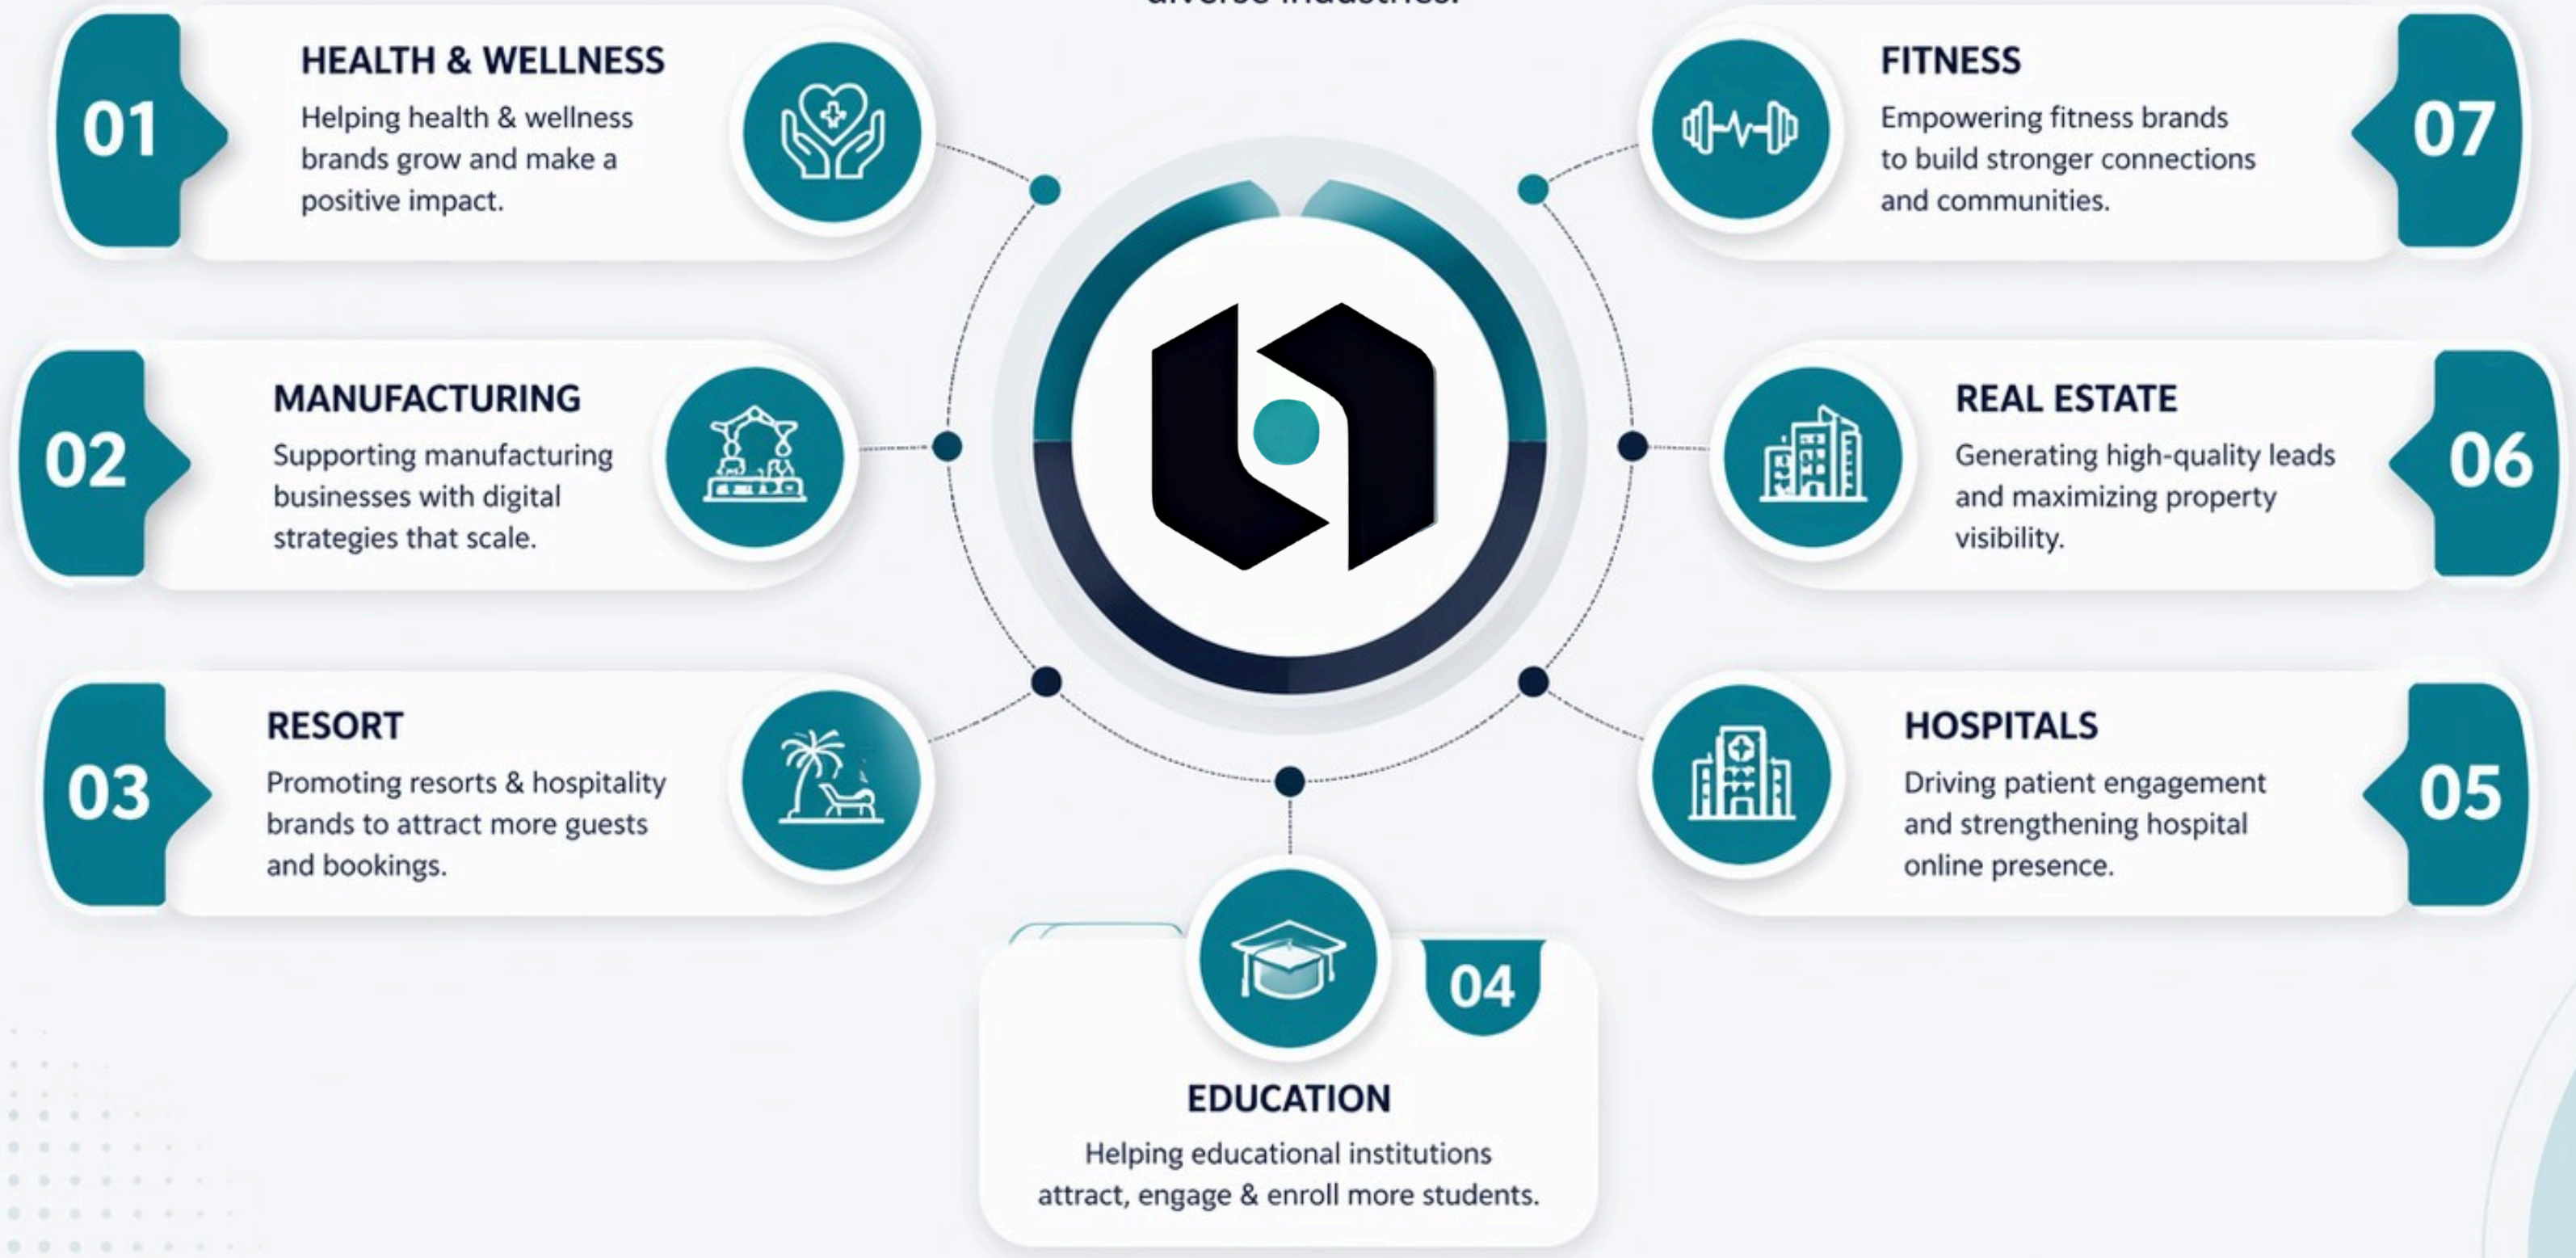 diverse industries.
01
HEALTH & WELLNESS
Helping health & wellness
brands grow and make a
positive impact.
02
MANUFACTURING
Supporting manufacturing
businesses with digital
strategies that scale.
03
RESORT
Promoting resorts & hospitality
brands to attract more guests
and bookings.
04
EDUCATION
Helping educational institutions
attract, engage & enroll more students.
05
HOSPITALS
Driving patient engagement
and strengthening hospital
online presence.
06
REAL ESTATE
Generating high-quality leads
and maximizing property
visibility.
07
FITNESS
Empowering fitness brands
to build stronger connections
and communities.